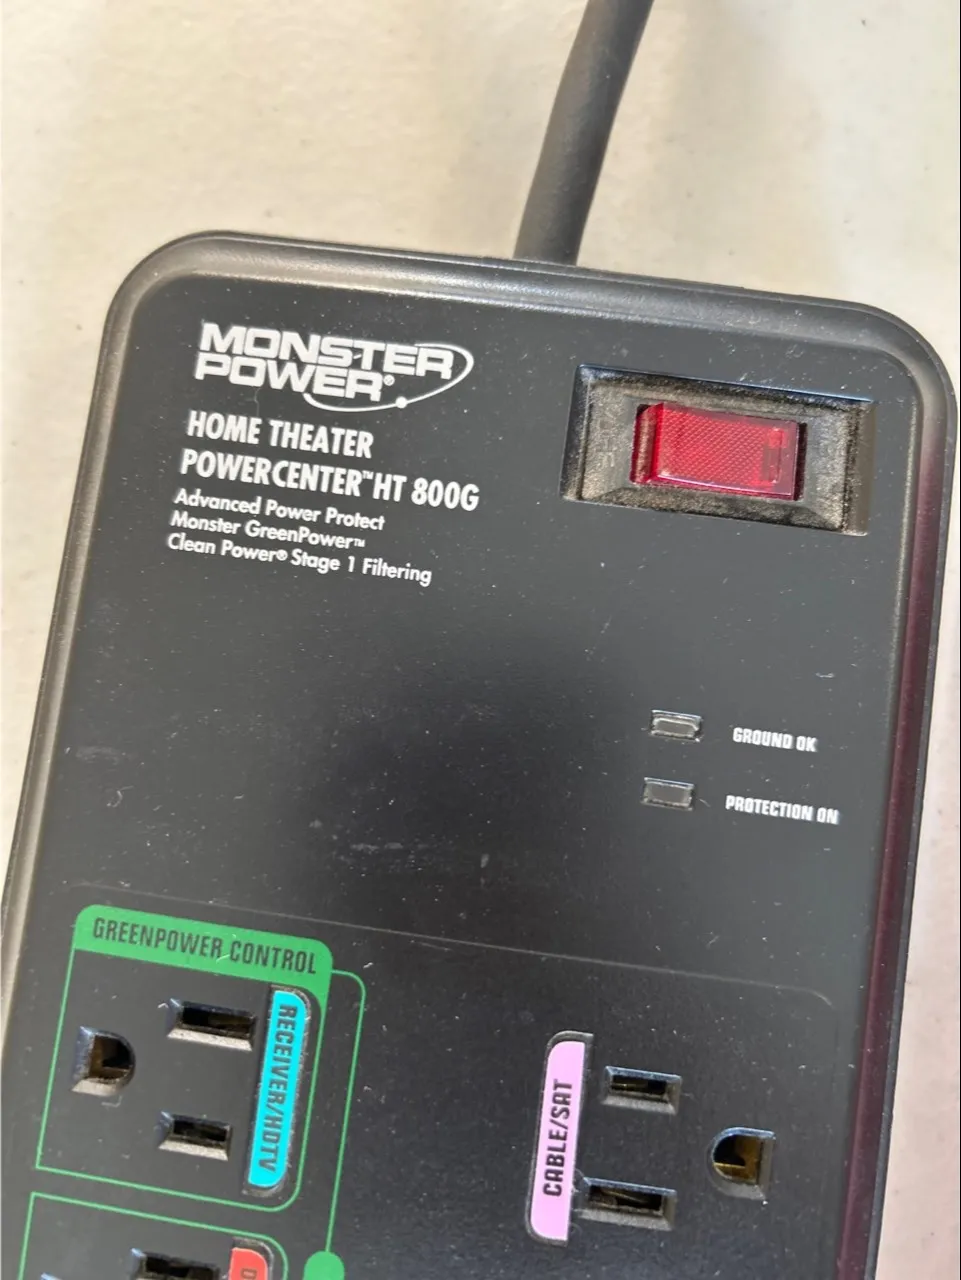 MONSTER
POWER®
HOME THEATER
POWERCENTER™ HT 800G
Advanced Power Protect
Monster GreenPower™
Clean Power® Stage 1 Filtering
GROUND OK
PROTECTION ON
GREENPOWER CONTROL
RECEIVER/HDTV
CABLE/SAT